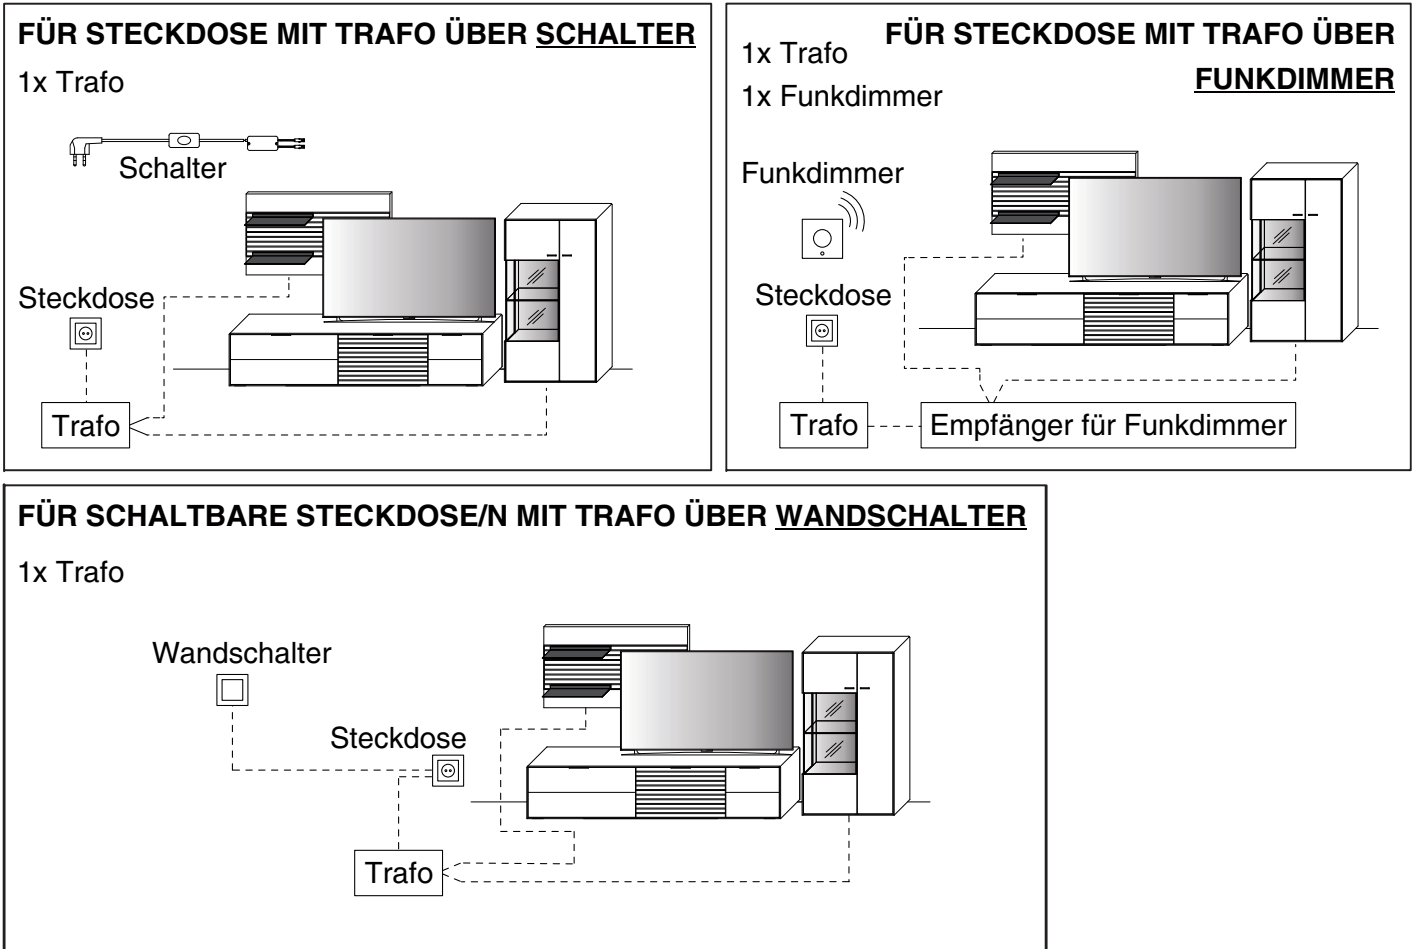 FÜR STECKDOSE MIT TRAFO ÜBER SCHALTER
1x Trafo
Schalter
Steckdose
Trafo
FÜR STECKDOSE MIT TRAFO ÜBER
FUNKDIMMER
1x Trafo
1x Funkdimmer
Funkdimmer
Steckdose
Trafo
Empfänger für Funkdimmer
FÜR SCHALTBARE STECKDOSE/N MIT TRAFO ÜBER WANDSCHALTER
1x Trafo
Wandschalter
Steckdose
Trafo